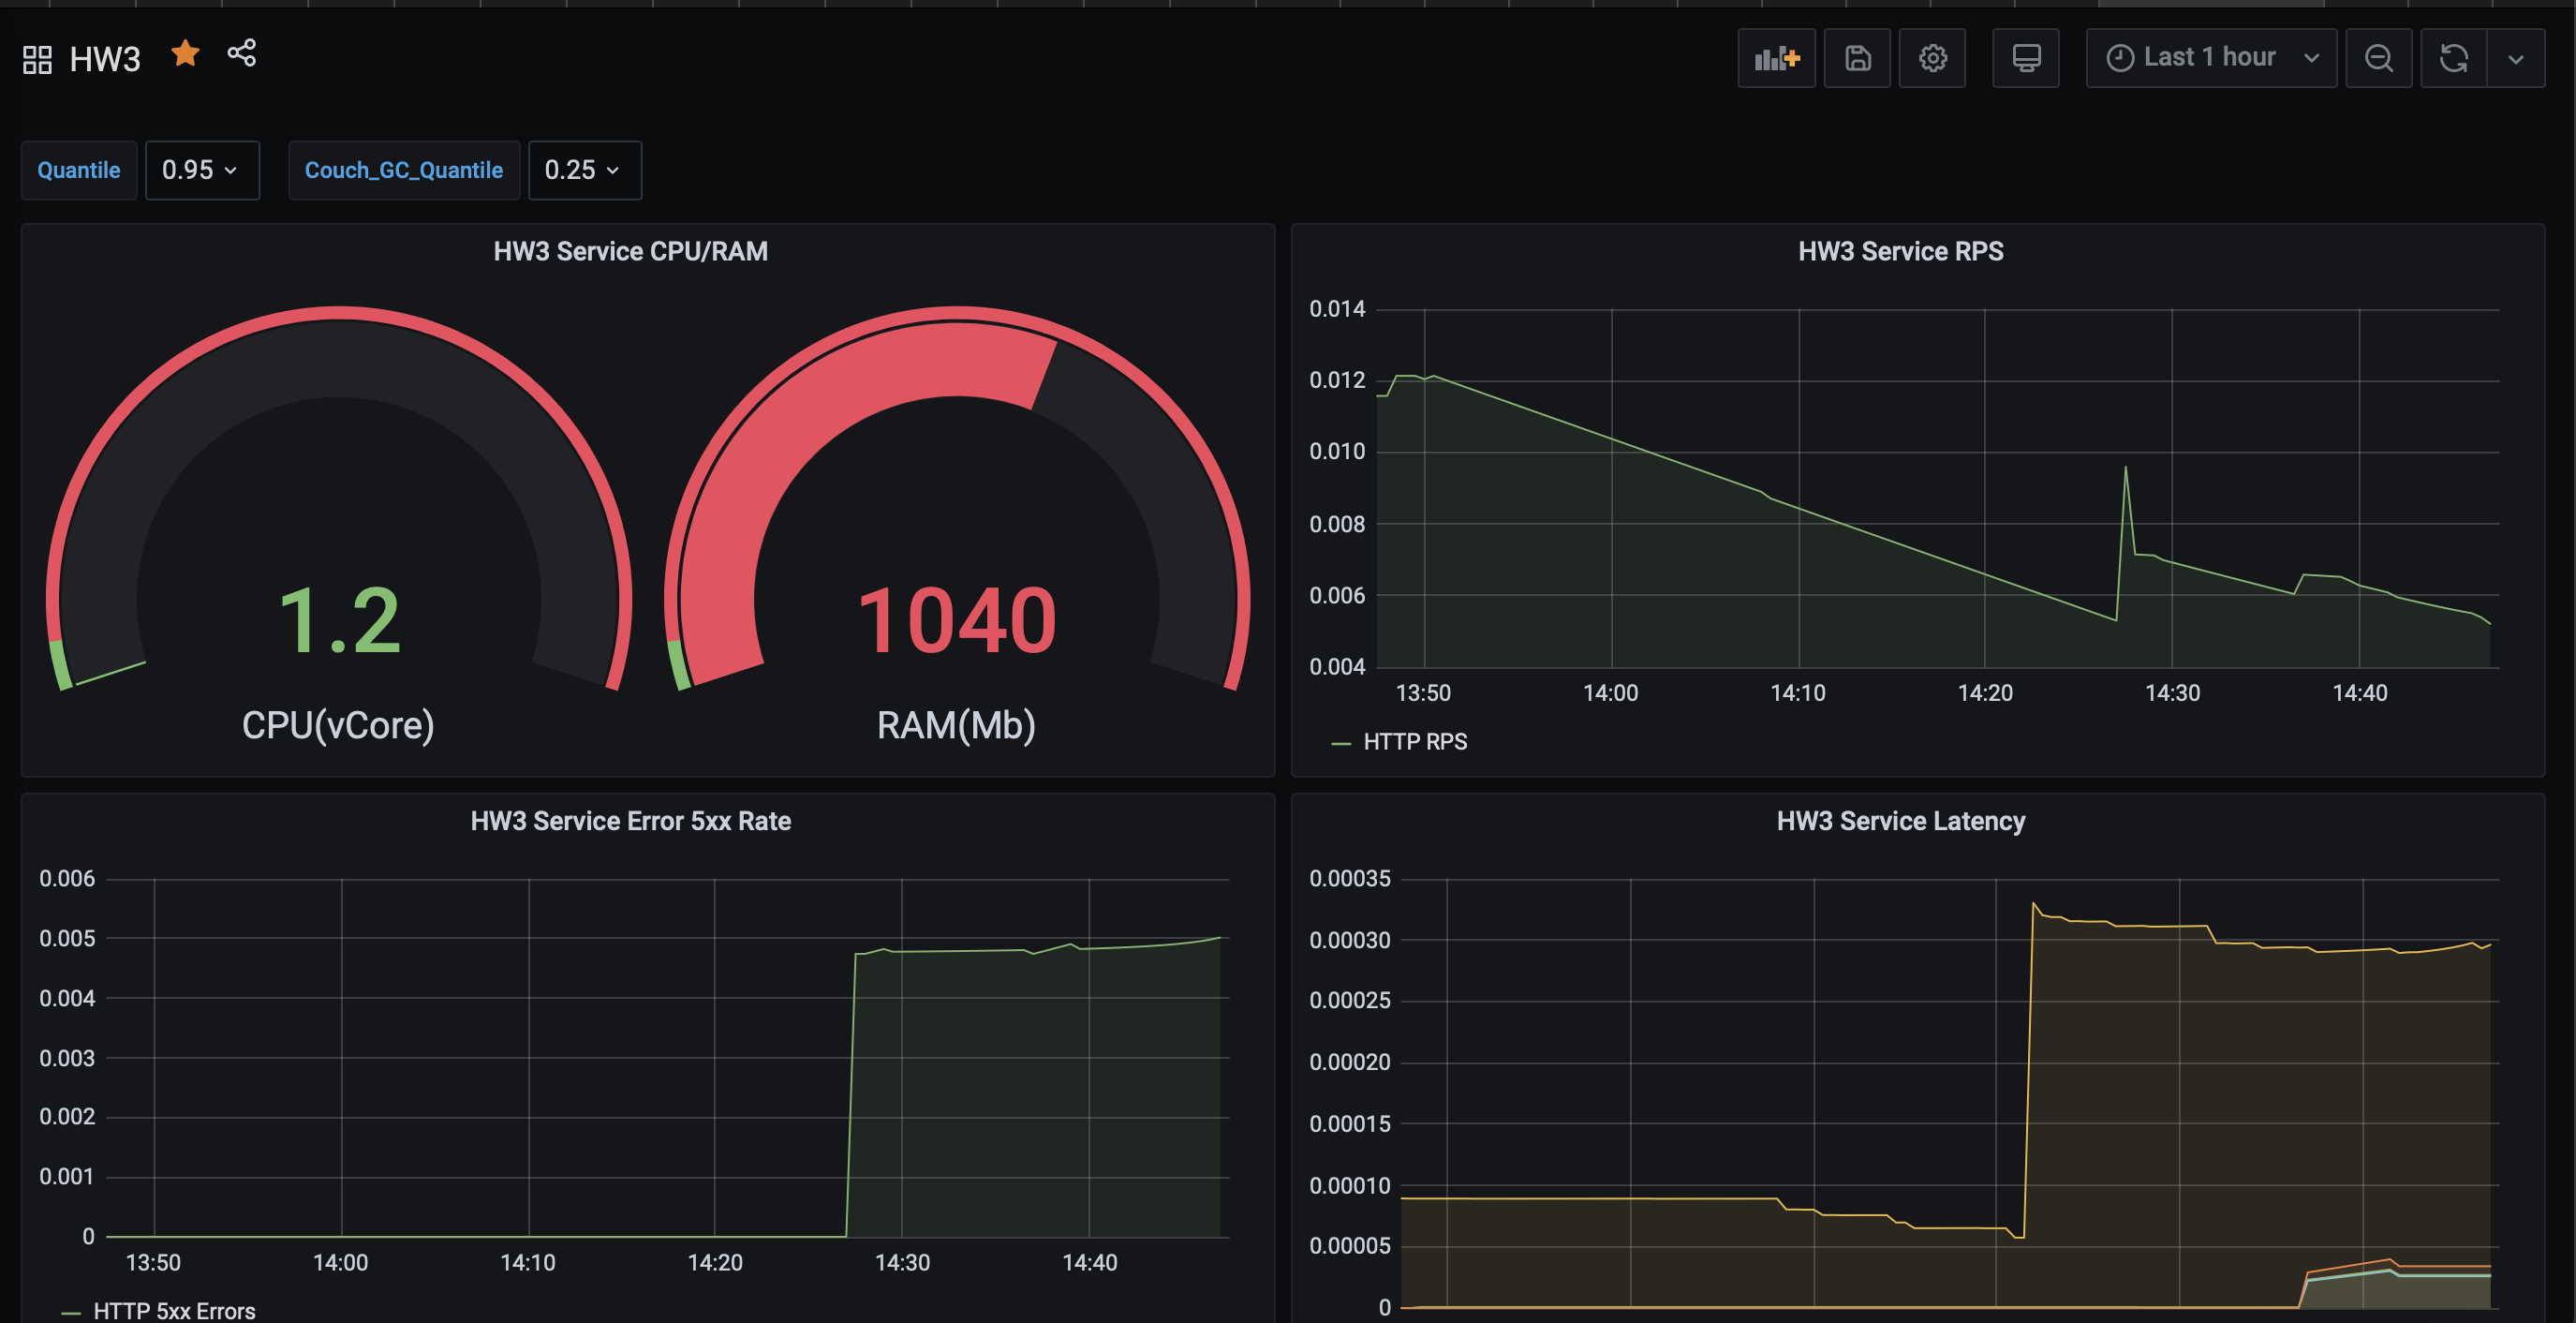 HW3
Last 1 hour
Quantile 0.95 Couch_GC_Quantile 0.25
HW3 Service CPU/RAM
1.2
CPU(vCore)
1040
RAM(Mb)
HW3 Service RPS
0.014
0.012
0.010
0.008
0.006
0.004
13:50 14:00 14:10 14:20 14:30 14:40
HTTP RPS
HW3 Service Error 5xx Rate
0.006
0.005
0.004
0.003
0.002
0.001
0
13:50 14:00 14:10 14:20 14:30 14:40
HTTP 5xx Errors
HW3 Service Latency
0.00035
0.00030
0.00025
0.00020
0.00015
0.00010
0.00005
0